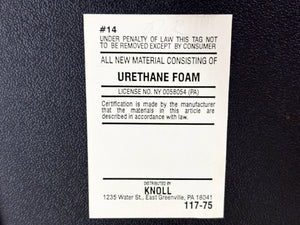 #14
UNDER PENALTY OF LAW THIS TAG NOT
TO BE REMOVED EXCEPT BY CONSUMER
ALL NEW MATERIAL CONSISTING OF
URETHANE FOAM
LICENSE NO. NY 0058054 (PA)
Certification is made by the manufacturer
that the materials in this article are
described in accordance with law.
DISTRIBUTED BY
KNOLL
1235 Water St., East Greenville, PA 18041
117-75